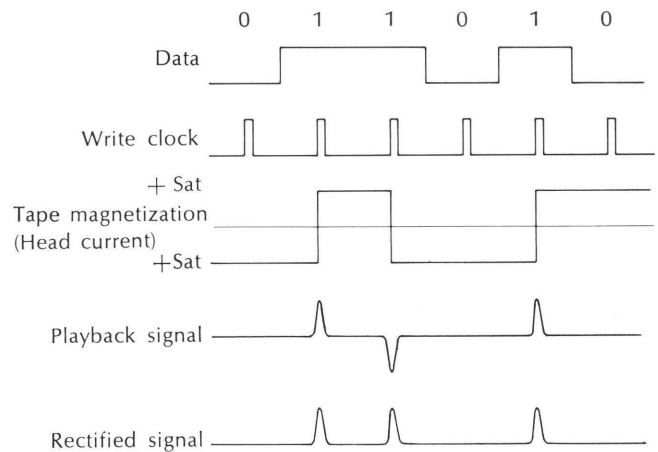 0 1 1 0 1 0
Data
Write clock
+ Sat
Tape magnetization
(Head current)
+Sat
Playback signal
Rectified signal